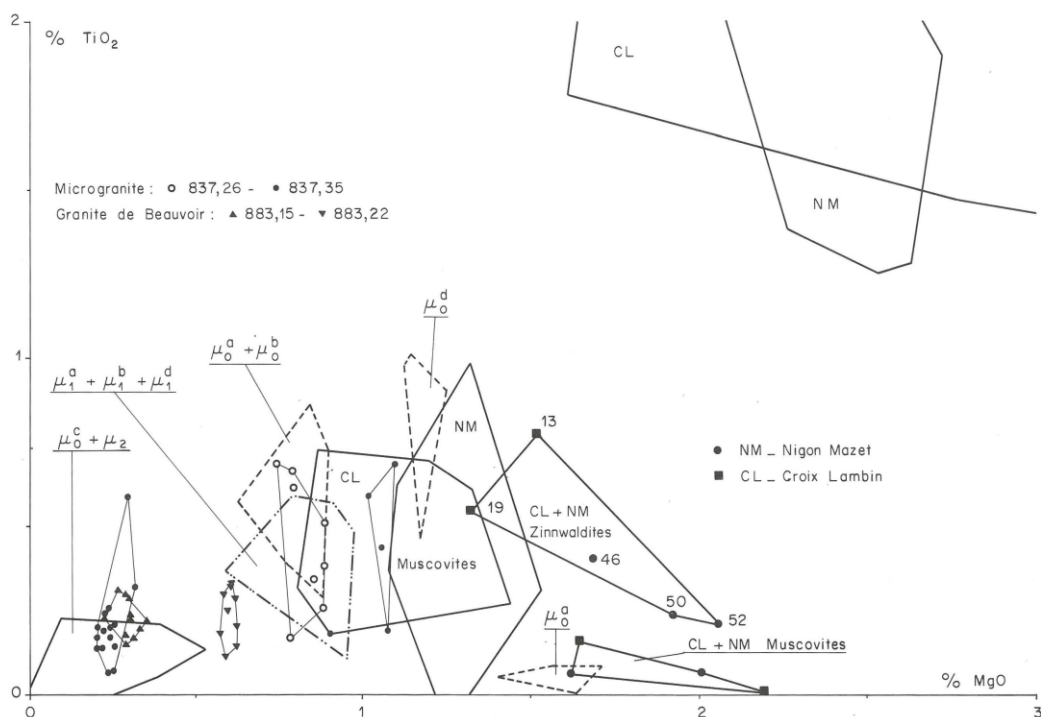 2
% TiO₂
CL
NM
Microgranite : ○ 837,26 - ● 837,35
Granite de Beauvoir : ▲ 883,15 - ▼ 883,22
1
μ₀ᵈ
μ₀ᵃ + μ₀ᵇ
μ₁ᵃ + μ₁ᵇ + μ₁ᵈ
μ₀ᶜ + μ₂
NM
13
● NM _ Nigon Mazet
■ CL _ Croix Lambin
CL
19
CL + NM
Zinnwaldites
Muscovites
46
50
52
μ₀ᵃ
CL + NM Muscovites
% MgO
0
0
1
2
3